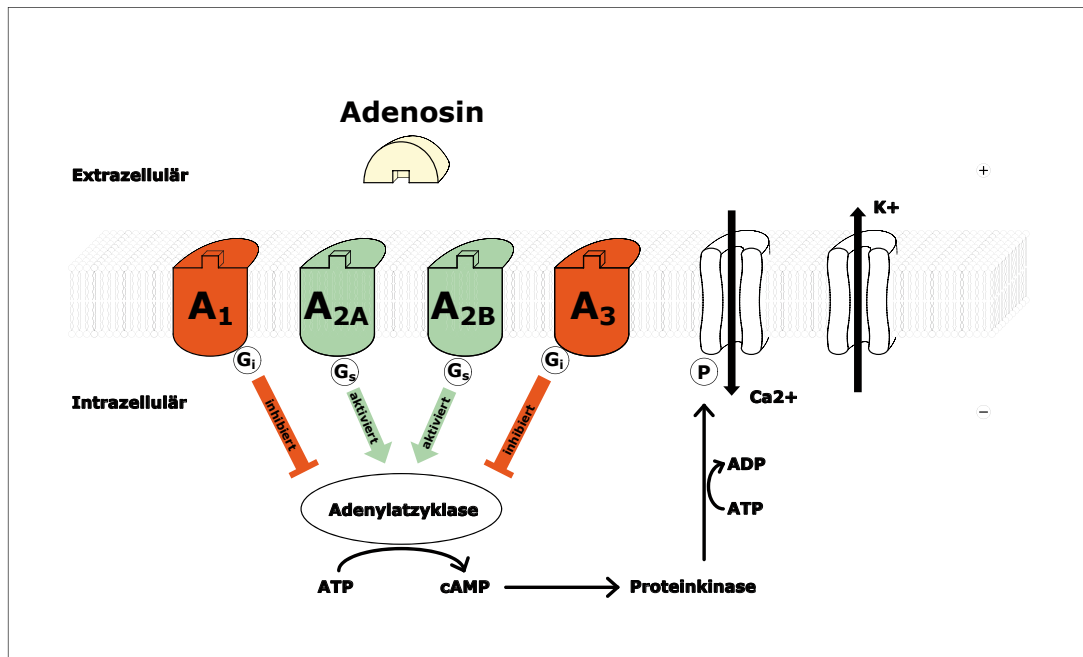 Adenosin
Extrazellulär
+
K+
A1
A2A
A2B
A3
Gi
Gs
Gs
Gi
P
Ca2+
Intrazellulär
−
inhibiert
aktiviert
aktiviert
inhibiert
ADP
ATP
Adenylatzyklase
ATP
cAMP
Proteinkinase